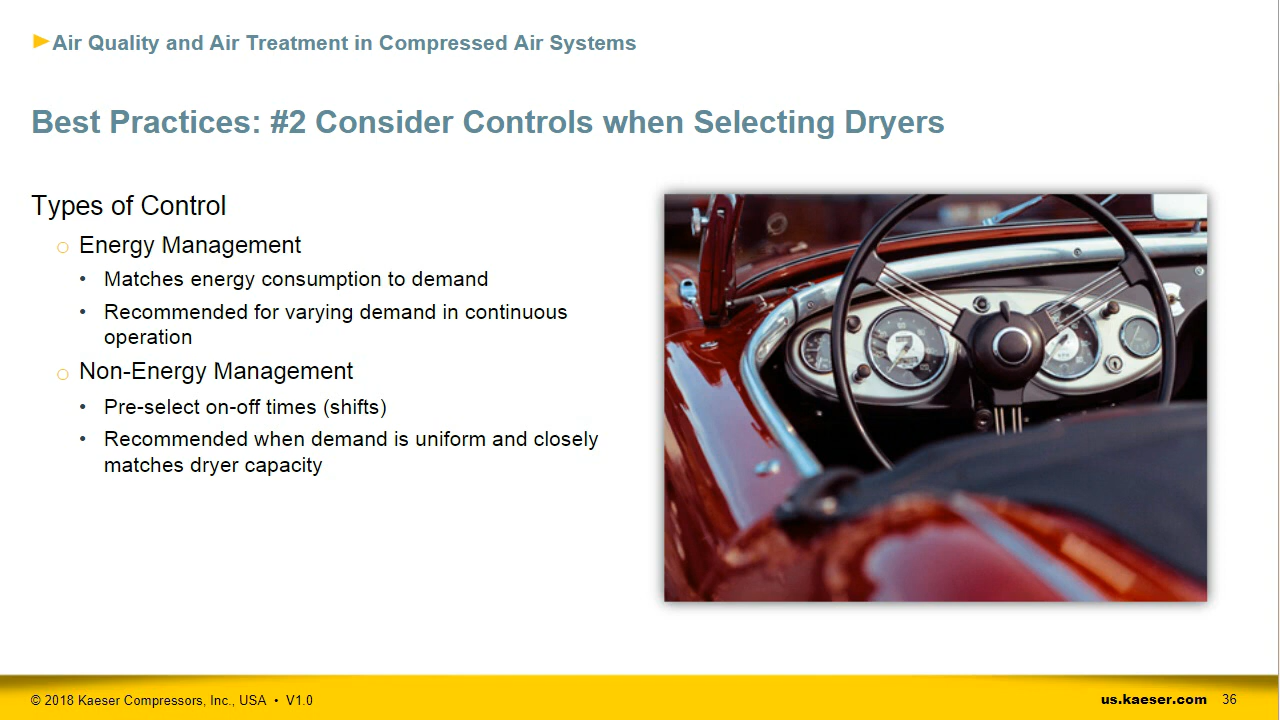 Air Quality and Air Treatment in Compressed Air Systems
Best Practices: #2 Consider Controls when Selecting Dryers
Types of Control
Energy Management
Matches energy consumption to demand
Recommended for varying demand in continuous
operation
Non-Energy Management
Pre-select on-off times (shifts)
Recommended when demand is uniform and closely
matches dryer capacity
© 2018 Kaeser Compressors, Inc., USA • V1.0
us.kaeser.com 36